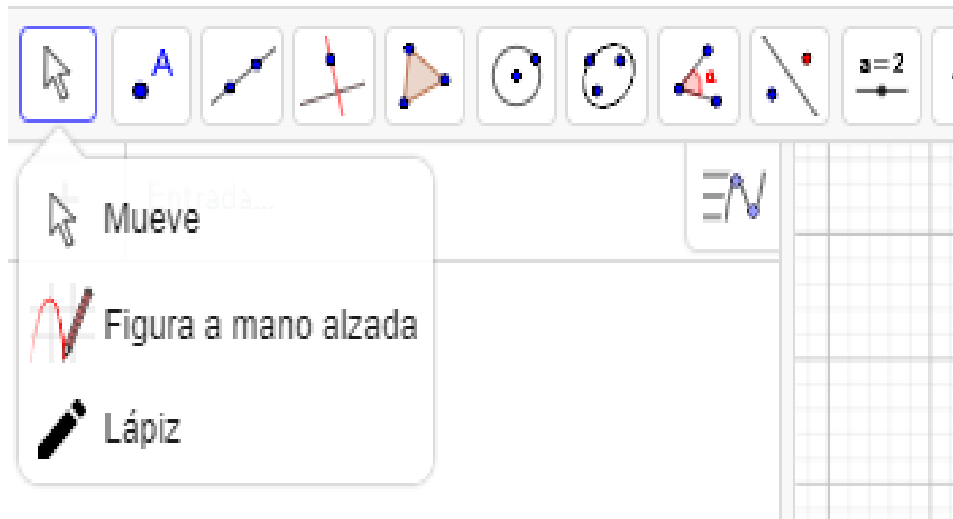 A
α
a=2
Entrada...
Mueve
Figura a mano alzada
Lápiz